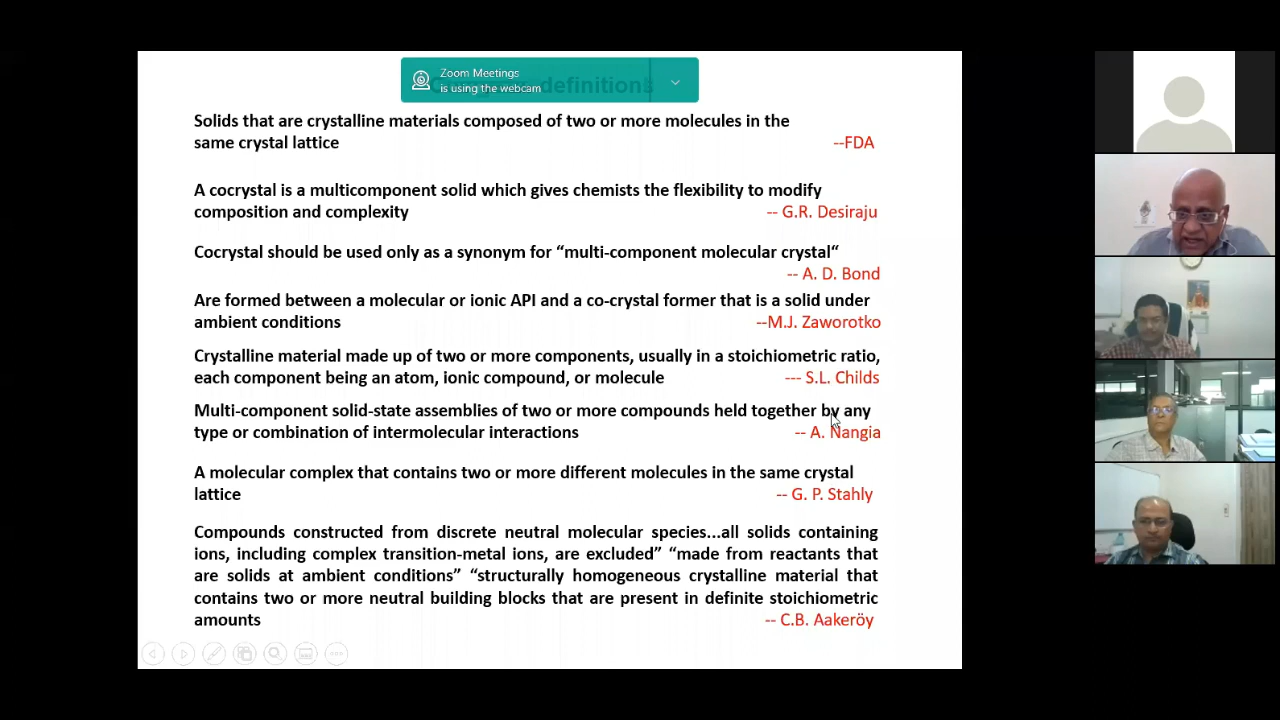 Zoom Meetings
is using the webcam
definitions
Solids that are crystalline materials composed of two or more molecules in the
same crystal lattice --FDA
A cocrystal is a multicomponent solid which gives chemists the flexibility to modify
composition and complexity -- G.R. Desiraju
Cocrystal should be used only as a synonym for “multi-component molecular crystal“
-- A. D. Bond
Are formed between a molecular or ionic API and a co-crystal former that is a solid under
ambient conditions --M.J. Zaworotko
Crystalline material made up of two or more components, usually in a stoichiometric ratio,
each component being an atom, ionic compound, or molecule --- S.L. Childs
Multi-component solid-state assemblies of two or more compounds held together by any
type or combination of intermolecular interactions -- A. Nangia
A molecular complex that contains two or more different molecules in the same crystal
lattice -- G. P. Stahly
Compounds constructed from discrete neutral molecular species...all solids containing
ions, including complex transition-metal ions, are excluded” “made from reactants that
are solids at ambient conditions” “structurally homogeneous crystalline material that
contains two or more neutral building blocks that are present in definite stoichiometric
amounts -- C.B. Aakeröy